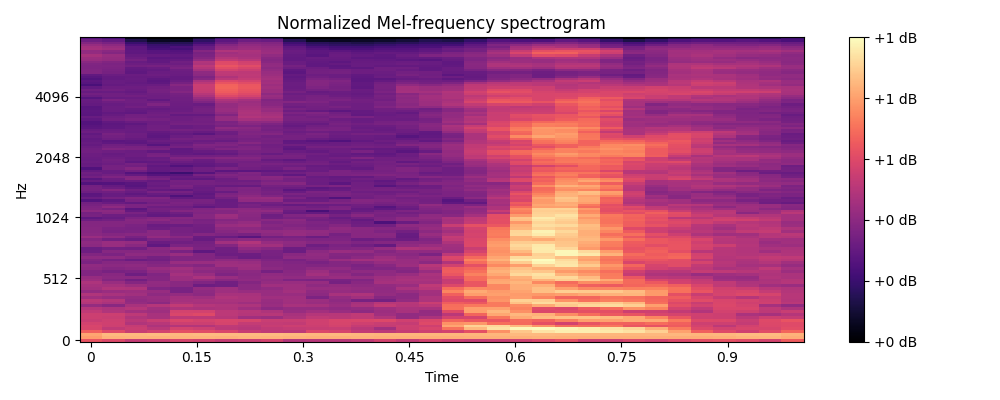 Normalized Mel-frequency spectrogram
Hz
4096
2048
1024
512
0
0 0.15 0.3 0.45 0.6 0.75 0.9
Time
+1 dB
+1 dB
+1 dB
+0 dB
+0 dB
+0 dB